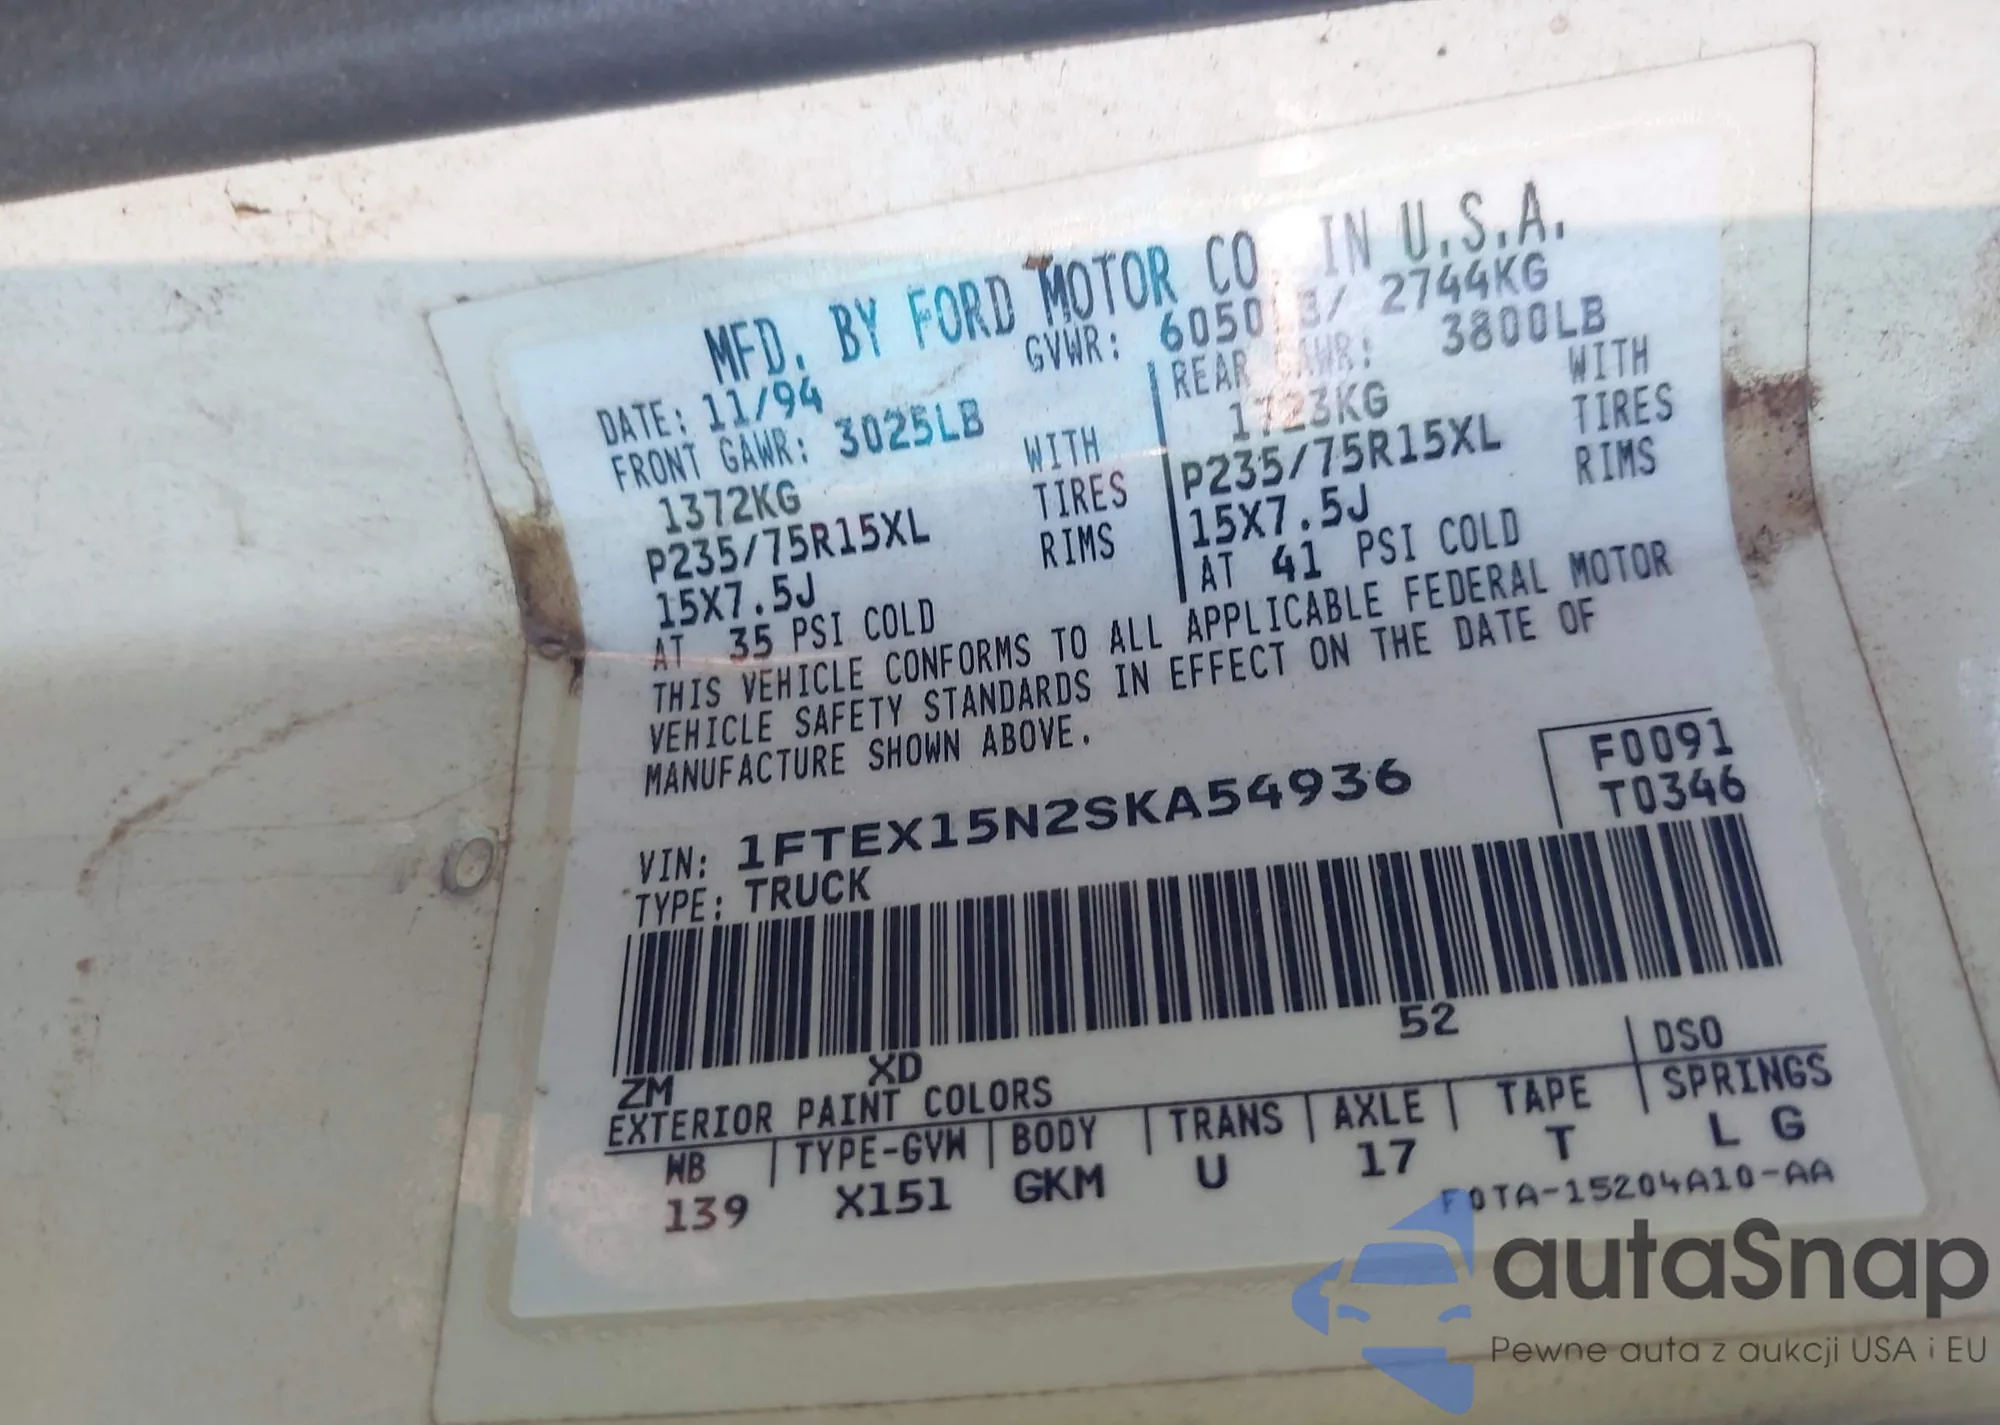 MFD. BY FORD MOTOR CO IN U.S.A.
DATE: 11/94 GVWR: 2744KG
FRONT GAWR: 3025LB REAR GAWR: 3800LB
1372KG WITH 1723KG WITH
P235/75R15XL TIRES P235/75R15XL TIRES
15X7.5J RIMS 15X7.5J RIMS
AT 35 PSI COLD AT 41 PSI COLD
THIS VEHICLE CONFORMS TO ALL APPLICABLE FEDERAL MOTOR
VEHICLE SAFETY STANDARDS IN EFFECT ON THE DATE OF
MANUFACTURE SHOWN ABOVE.
F0091
VIN: 1FTEX15N2SKA54936 T0346
TYPE: TRUCK
ZM XD 52
EXTERIOR PAINT COLORS DSO
WB TYPE-GVW BODY TRANS AXLE TAPE SPRINGS
139 X151 GKM U 17 T L G
F0TA-15204A10-AA
autaSnap
Pewne auta z aukcji USA i EU